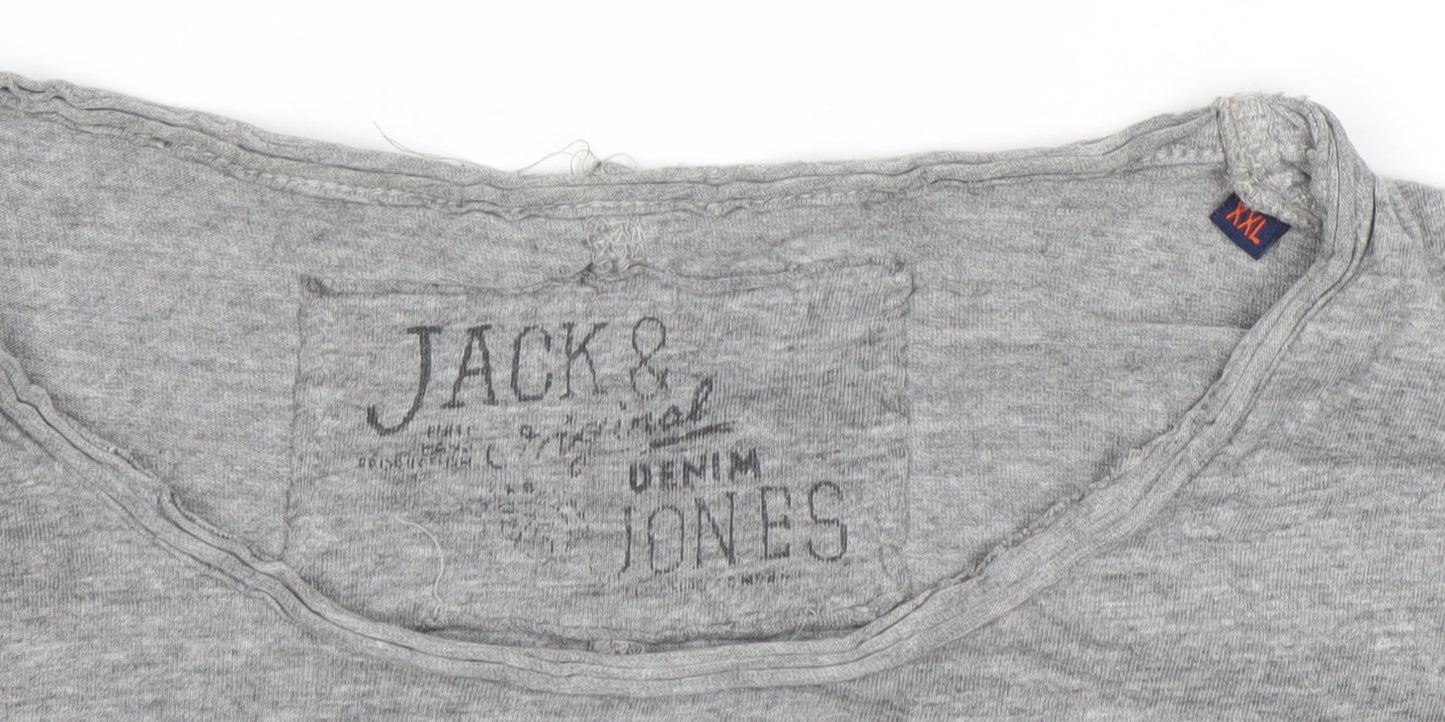 JACK &
Original
DENIM
JONES
XXL